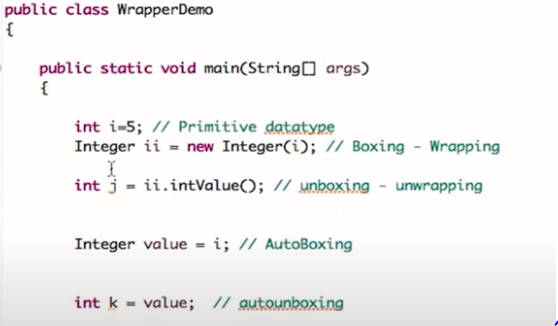 public class WrapperDemo
{
public static void main(String[] args)
{
int i=5; // Primitive datatype
Integer ii = new Integer(i); // Boxing - Wrapping
int j = ii.intValue(); // unboxing - unwrapping
Integer value = i; // AutoBoxing
int k = value;  // autounboxing